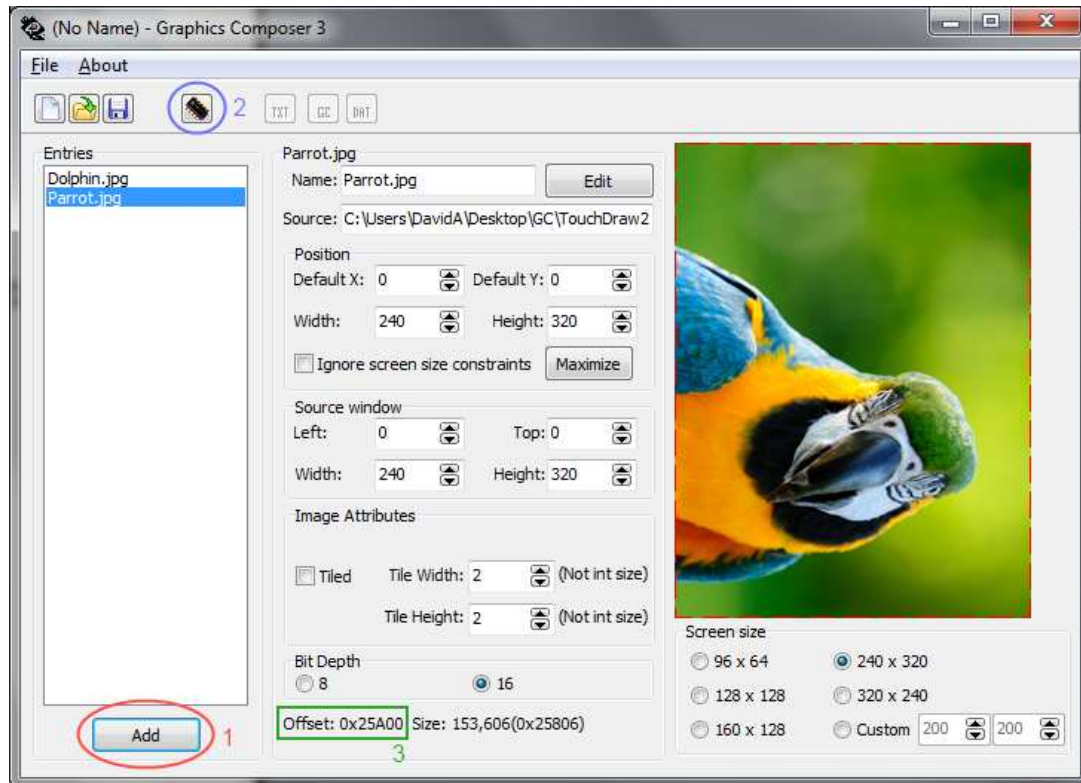 (No Name) - Graphics Composer 3
File About
2 TXT GC DAT
Entries
Dolphin.jpg
Parrot.jpg
Add 1
Parrot.jpg
Name: Parrot.jpg Edit
Source: C:\Users\DavidA\Desktop\GC\TouchDraw2
Position
Default X: 0 Default Y: 0
Width: 240 Height: 320
Ignore screen size constraints Maximize
Source window
Left: 0 Top: 0
Width: 240 Height: 320
Image Attributes
Tiled Tile Width: 2 (Not int size)
Tile Height: 2 (Not int size)
Bit Depth
8 16
Offset: 0x25A00 Size: 153,606(0x25806)
3
Screen size
96 x 64 240 x 320
128 x 128 320 x 240
160 x 128 Custom 200 200